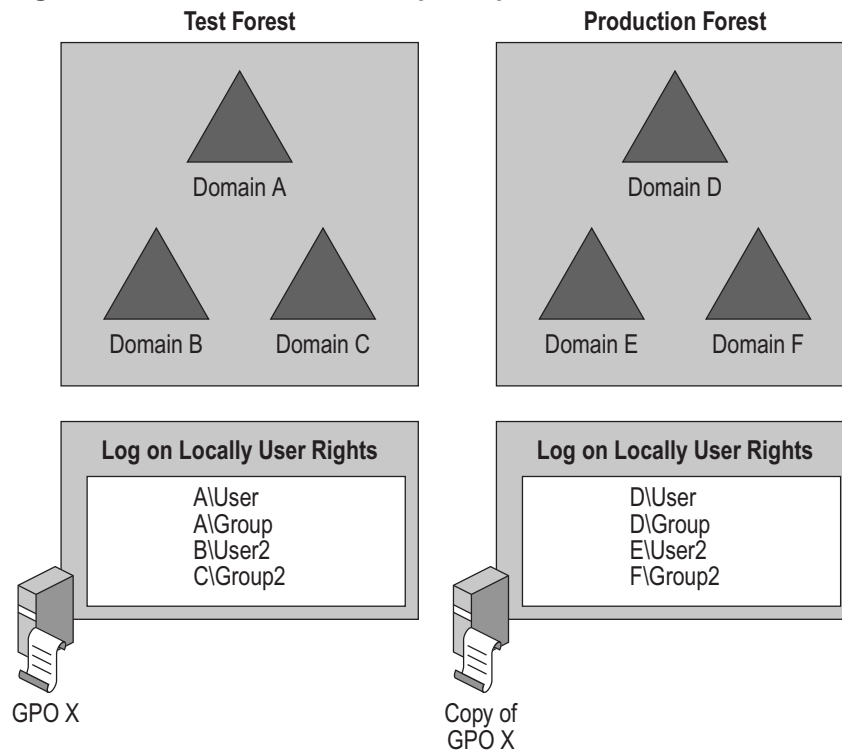 Test Forest
Domain A
Domain B
Domain C
Production Forest
Domain D
Domain E
Domain F
Log on Locally User Rights
A\User
A\Group
B\User2
C\Group2
GPO X
Log on Locally User Rights
D\User
D\Group
E\User2
F\Group2
Copy of
GPO X